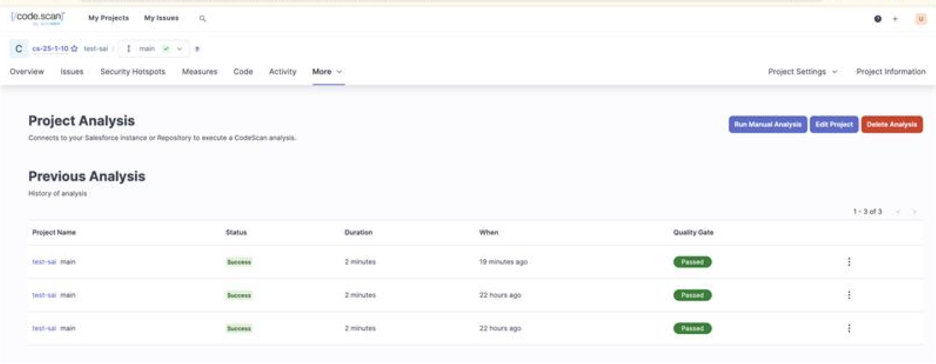 [/code.scan]
My Projects My Issues
U
C cs-25-1-10 test-sai / main
Overview Issues Security Hotspots Measures Code Activity More Project Settings Project Information
Project Analysis
Connects to your Salesforce instance or Repository to execute a CodeScan analysis.
Run Manual Analysis Edit Project Delete Analysis
Previous Analysis
History of analysis
1 - 3 of 3
Project Name Status Duration When Quality Gate
test-sai main Success 2 minutes 19 minutes ago Passed
test-sai main Success 2 minutes 22 hours ago Passed
test-sai main Success 2 minutes 22 hours ago Passed